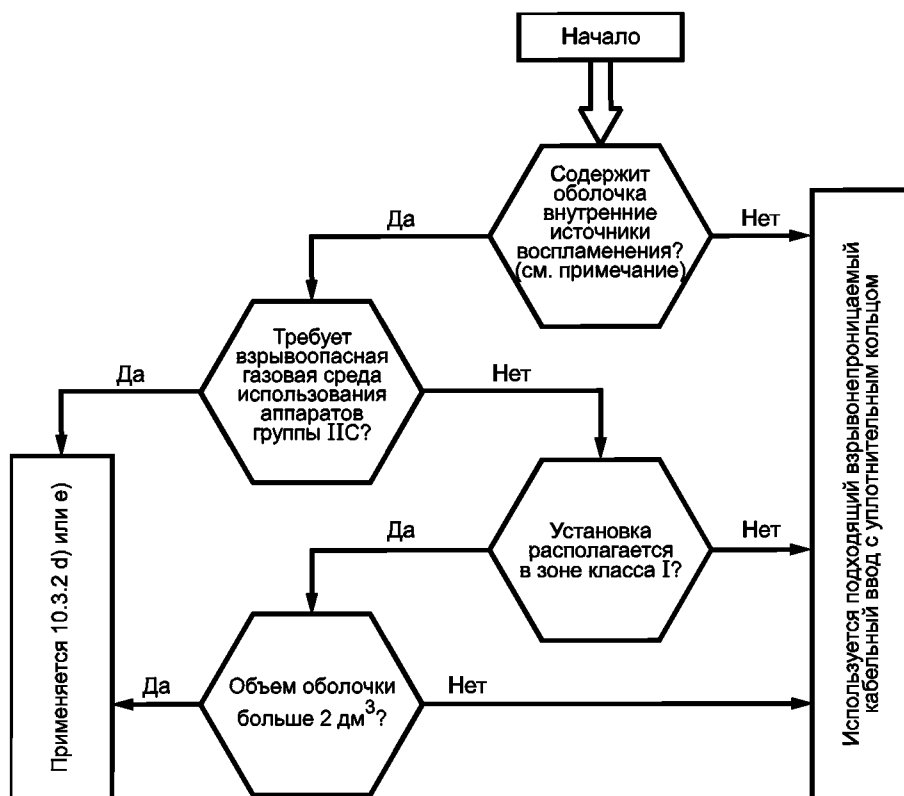 Начало
Содержит
оболочка
внутренние
источники
воспламенения?
(см. примечание)
Да
Нет
Требует
взрывоопасная
газовая среда
использования
аппаратов
группы IIC?
Да
Нет
Установка
располагается
в зоне класса I?
Да
Нет
Объем оболочки
больше 2 дм³?
Да
Нет
Применяется 10.3.2 d) или e)
Используется подходящий взрывонепроницаемый
кабельный ввод с уплотнительным кольцом